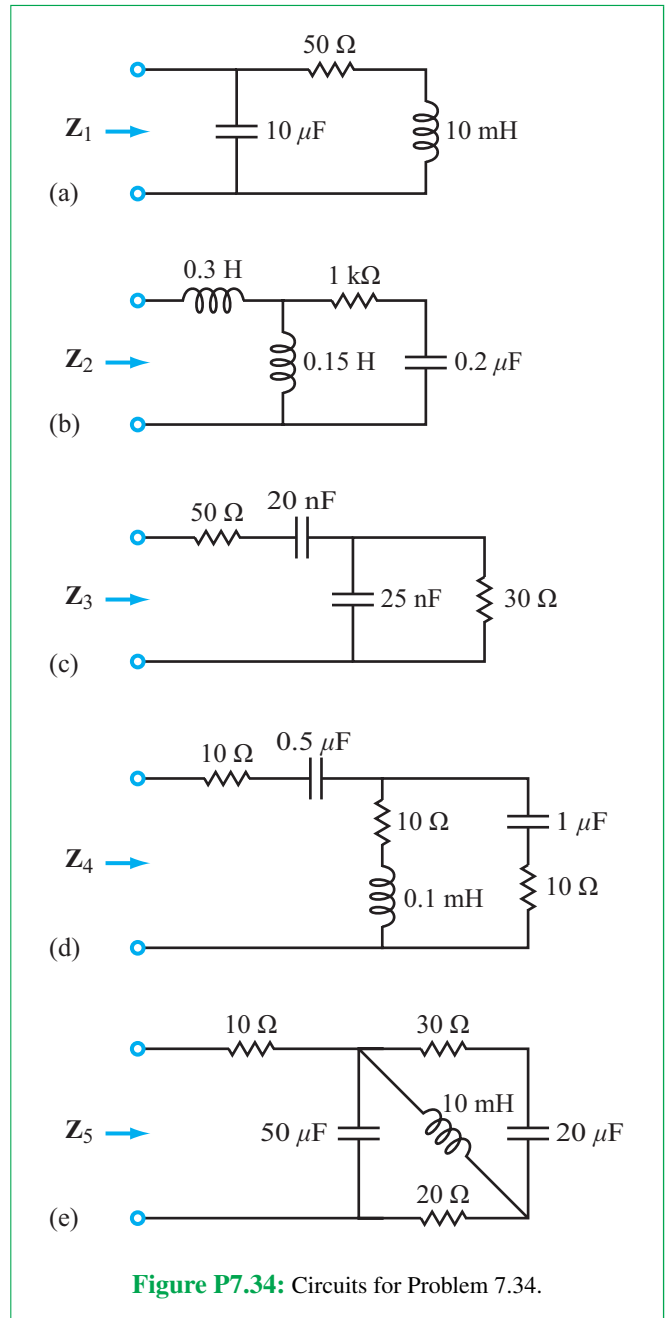 50 Ω
Z1
10 μF
10 mH
(a)
0.3 H
1 kΩ
Z2
0.15 H
0.2 μF
(b)
20 nF
50 Ω
Z3
25 nF
30 Ω
(c)
0.5 μF
10 Ω
10 Ω
1 μF
Z4
0.1 mH
10 Ω
(d)
10 Ω
30 Ω
10 mH
Z5
50 μF
20 μF
20 Ω
(e)
Figure P7.34: Circuits for Problem 7.34.